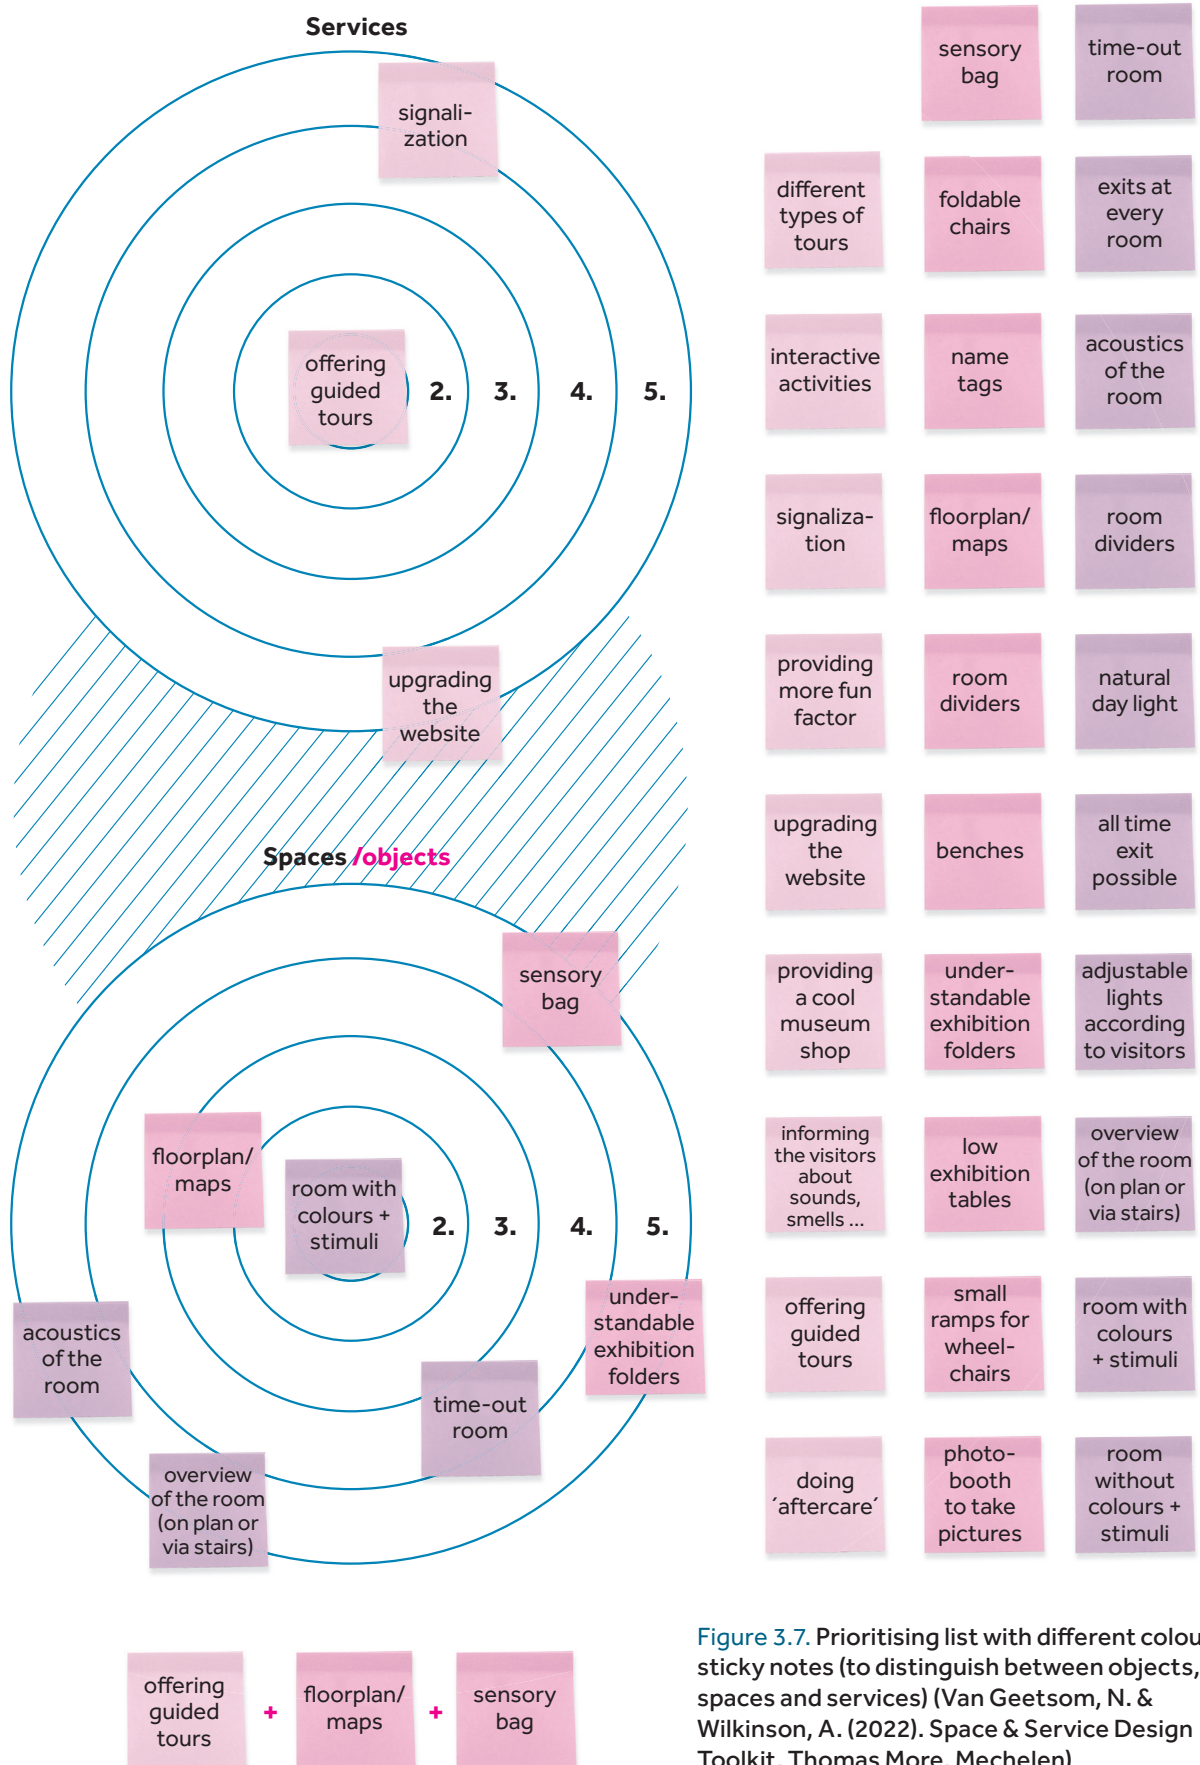 Services
signali-
zation
offering
guided
tours
2.
3.
4.
5.
upgrading
the
website
Spaces /objects
sensory
bag
floorplan/
maps
room with
colours +
stimuli
2.
3.
4.
5.
acoustics
of the
room
under-
standable
exhibition
folders
time-out
room
overview
of the room
(on plan or
via stairs)
offering
guided
tours
+
floorplan/
maps
+
sensory
bag
sensory
bag
time-out
room
different
types of
tours
foldable
chairs
exits at
every
room
interactive
activities
name
tags
acoustics
of the
room
signaliza-
tion
floorplan/
maps
room
dividers
providing
more fun
factor
room
dividers
natural
day light
upgrading
the
website
benches
all time
exit
possible
providing
a cool
museum
shop
under-
standable
exhibition
folders
adjustable
lights
according
to visitors
informing
the visitors
about
sounds,
smells ...
low
exhibition
tables
overview
of the room
(on plan or
via stairs)
offering
guided
tours
small
ramps for
wheel-
chairs
room with
colours
+ stimuli
doing
´aftercare´
photo-
booth
to take
pictures
room
without
colours +
stimuli
Figure 3.7. Prioritising list with different colou
sticky notes (to distinguish between objects,
spaces and services) (Van Geetsom, N. &
Wilkinson, A. (2022). Space & Service Design
Toolkit. Thomas More, Mechelen)